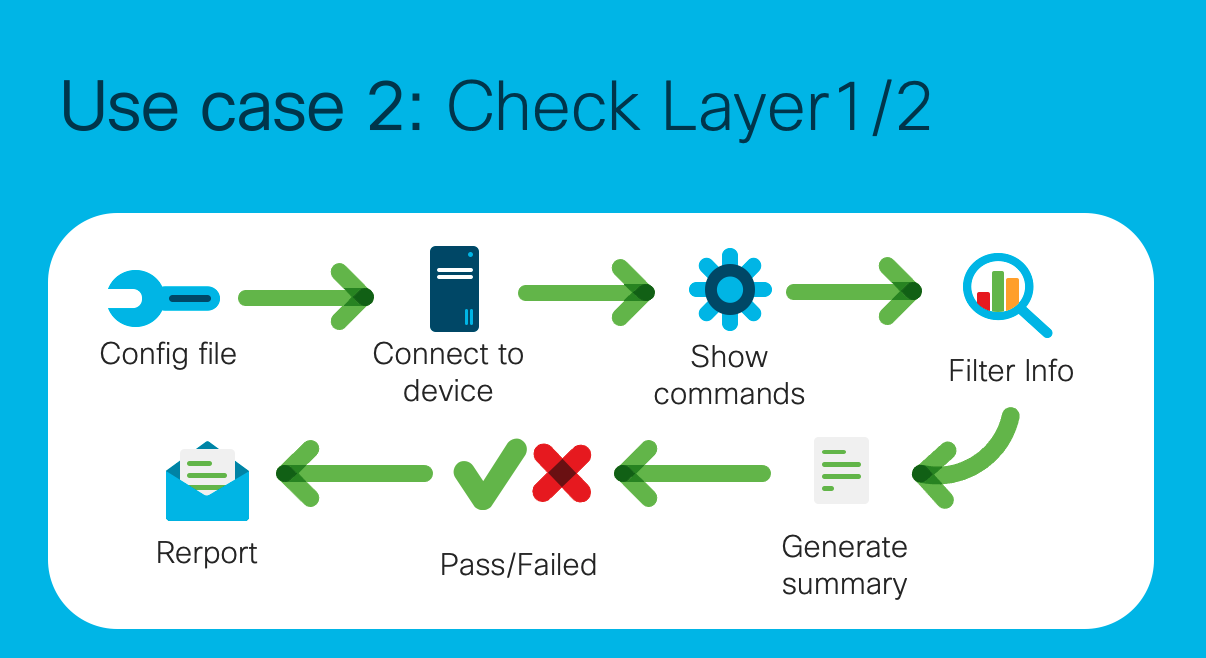 Use case 2: Check Layer1/2
Config file
Connect to
device
Show
commands
Filter Info
Generate
summary
Pass/Failed
Rerport